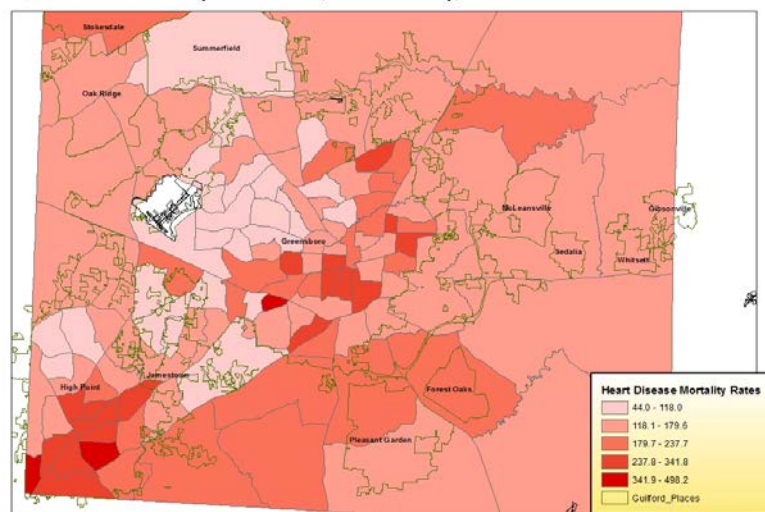 Stokesdale
Summerfield
Oak Ridge
McLeansville
Gibsonville
Greensboro
Sedalia
Whitsett
Jamestown
High Point
Forest Oaks
Pleasant Garden
Heart Disease Mortality Rates
44.0 - 118.0
118.1 - 179.6
179.7 - 237.7
237.8 - 341.8
341.9 - 498.2
Guilford_Places